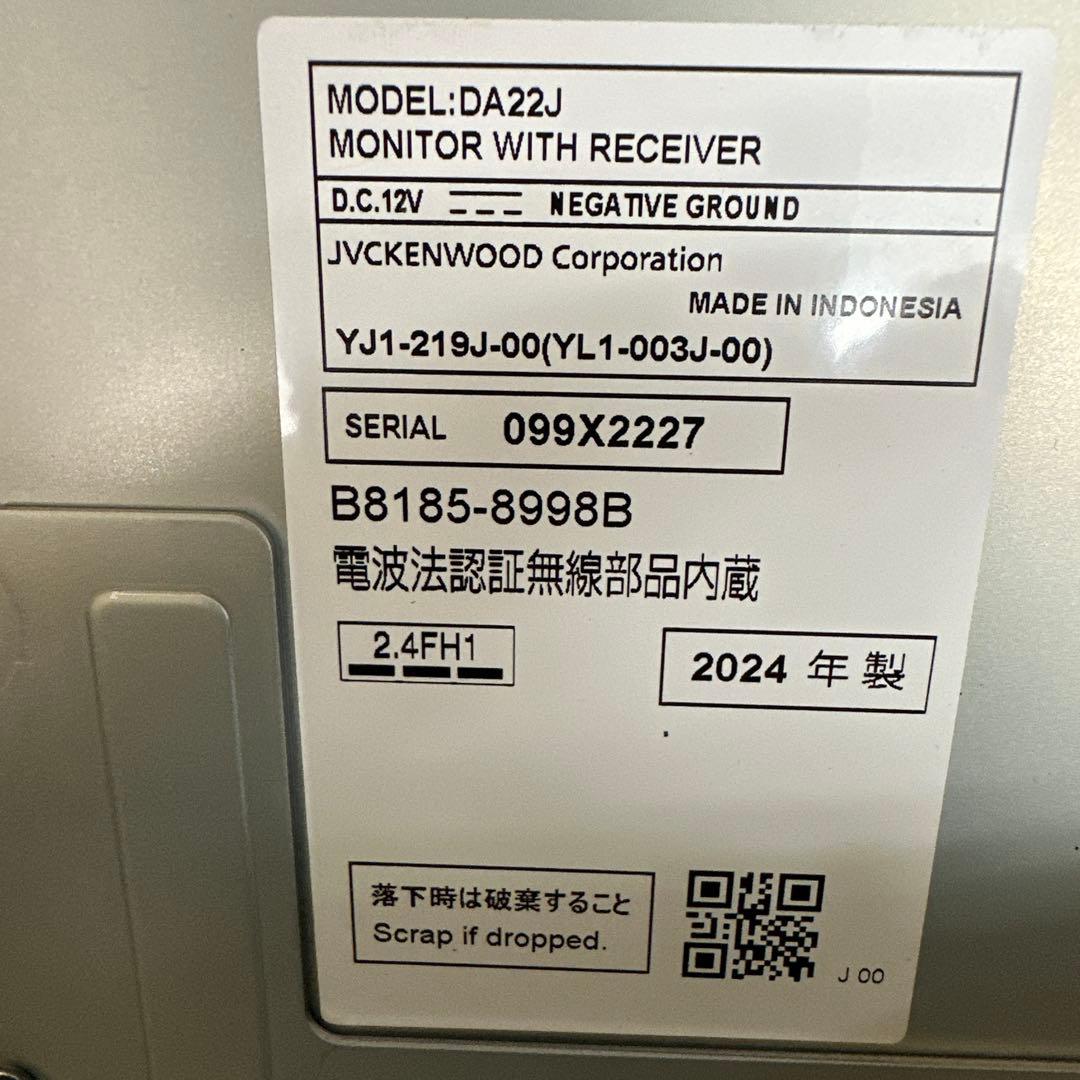 MODEL:DA22J
MONITOR WITH RECEIVER
D.C.12V NEGATIVE GROUND
JVCKENWOOD Corporation
MADE IN INDONESIA
YJ1-219J-00(YL1-003J-00)
SERIAL 099X2227
B8185-8998B
電波法認証無線部品内蔵
2.4FH1
2024 年 製
落下時は破棄すること
Scrap if dropped.
J 00